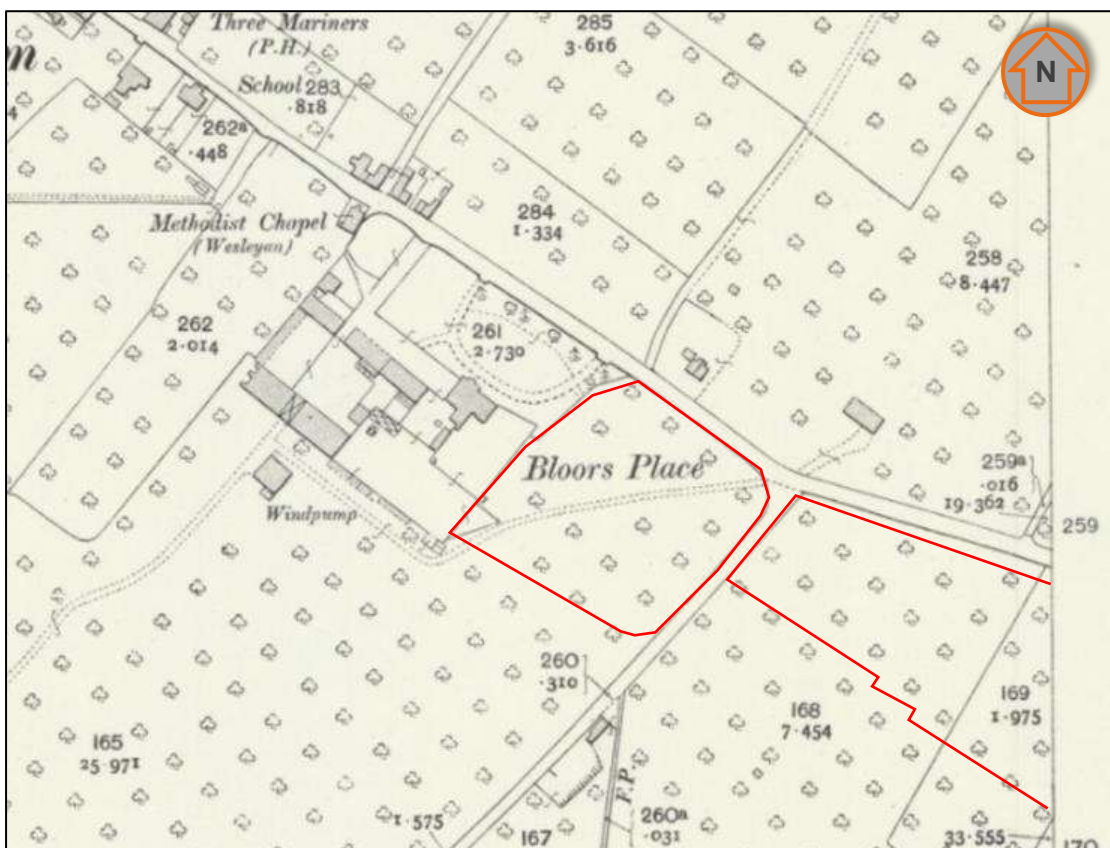 Three Mariners
(P.H.)
285
3.616
N
School 283
.818
262a
.448
Methodist Chapel
(Wesleyan)
284
1.334
258
8.447
262
2.014
261
2.730
Bloors Place
259a
.016
19.362
259
Windpump
260
.310
169
1.975
168
7.454
165
25.971
1.575
F.P.
167
260a
.031
33.555
170